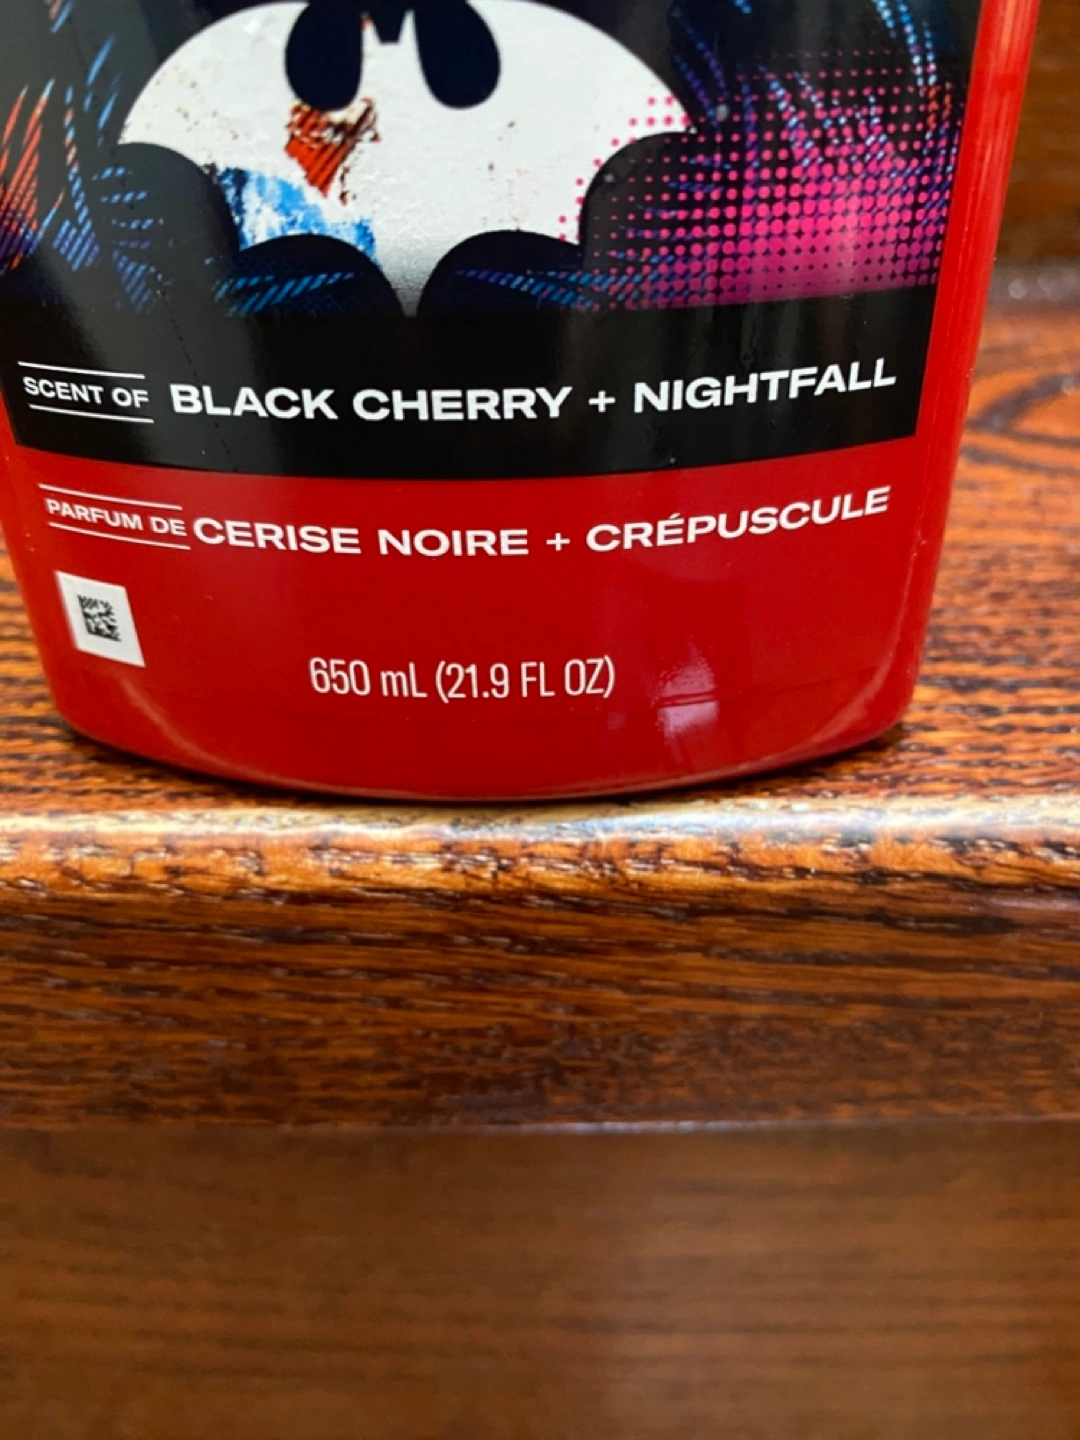 SCENT OF BLACK CHERRY + NIGHTFALL
PARFUM DE CERISE NOIRE + CRÉPUSCULE
650 mL (21.9 FL OZ)